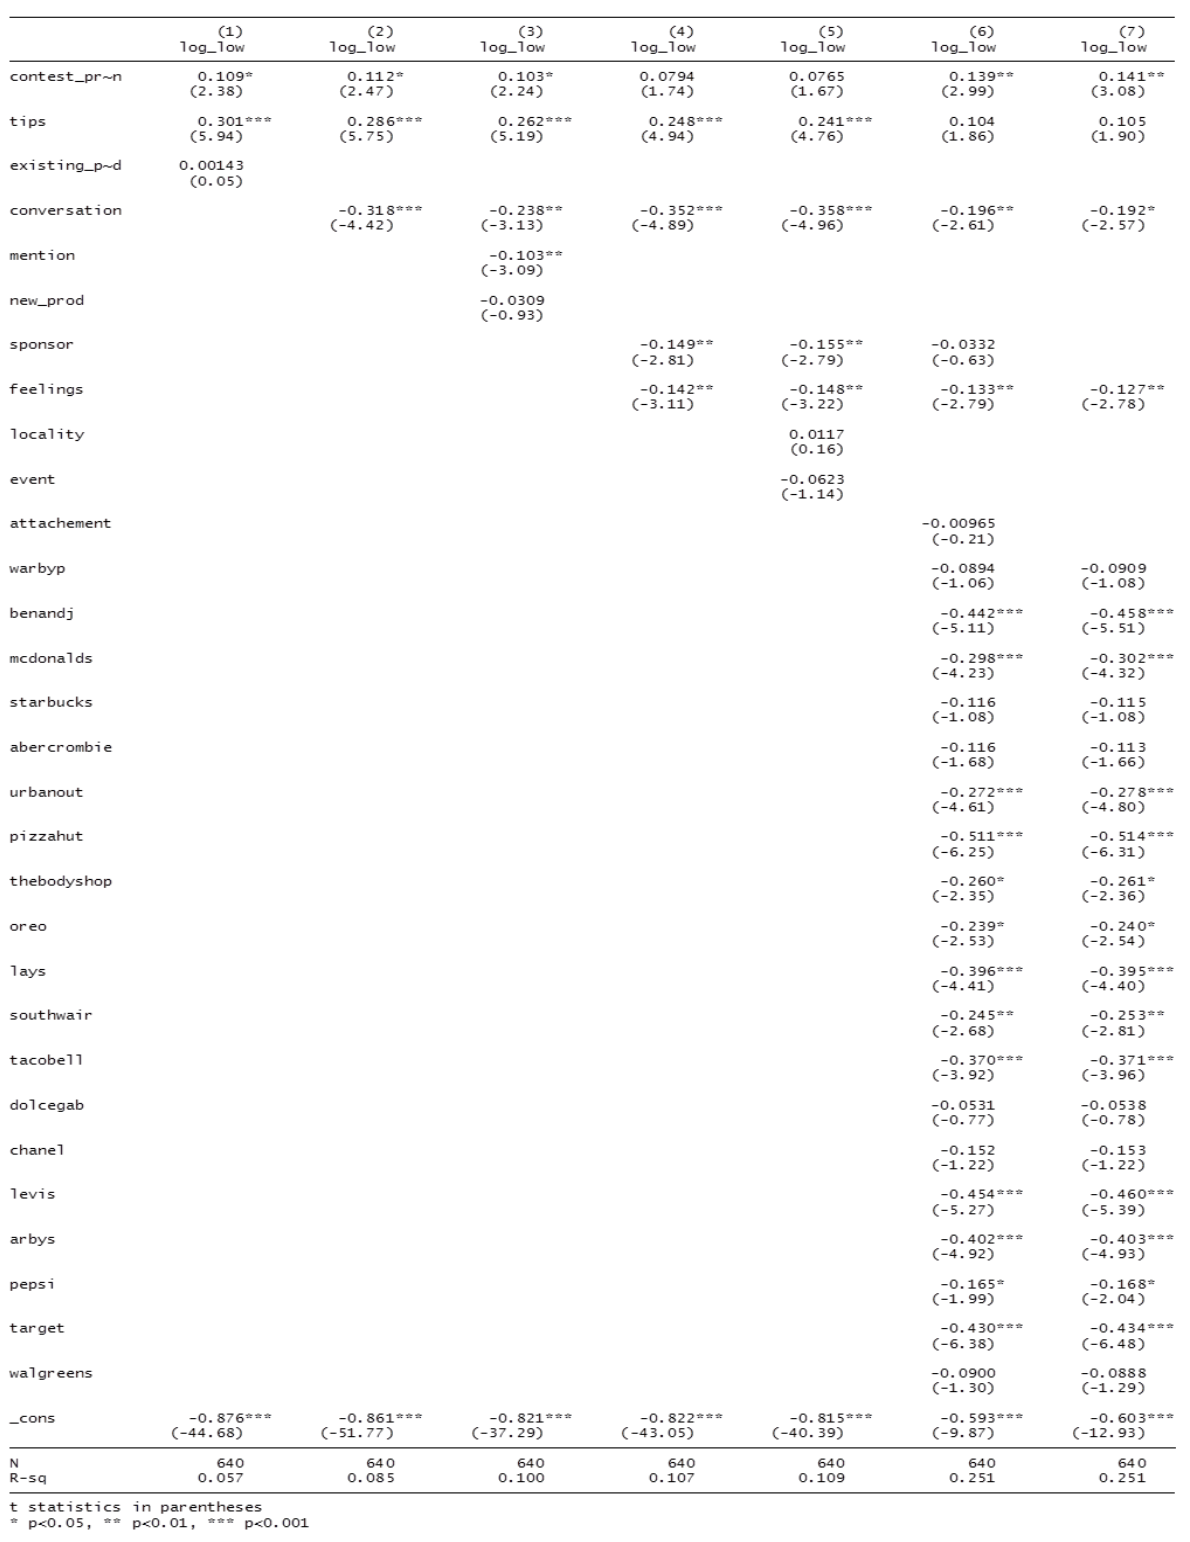 (1) (2) (3) (4) (5) (6) (7)
log_low log_low log_low log_low log_low log_low log_low
contest_pr~n 0.109* 0.112* 0.103* 0.0794 0.0765 0.139** 0.141**
(2.38) (2.47) (2.24) (1.74) (1.67) (2.99) (3.08)
tips 0.301*** 0.286*** 0.262*** 0.248*** 0.241*** 0.104 0.105
(5.94) (5.75) (5.19) (4.94) (4.76) (1.86) (1.90)
existing_p~d 0.00143
(0.05)
conversation -0.318*** -0.238** -0.352*** -0.358*** -0.196** -0.192*
(-4.42) (-3.13) (-4.89) (-4.96) (-2.61) (-2.57)
mention -0.103**
(-3.09)
new_prod -0.0309
(-0.93)
sponsor -0.149** -0.155** -0.0332
(-2.81) (-2.79) (-0.63)
feelings -0.142** -0.148** -0.133** -0.127**
(-3.11) (-3.22) (-2.79) (-2.78)
locality 0.0117
(0.16)
event -0.0623
(-1.14)
attachement -0.00965
(-0.21)
warbyp -0.0894 -0.0909
(-1.06) (-1.08)
benandj -0.442*** -0.458***
(-5.11) (-5.51)
mcdonalds -0.298*** -0.302***
(-4.23) (-4.32)
starbucks -0.116 -0.115
(-1.08) (-1.08)
abercrombie -0.116 -0.113
(-1.68) (-1.66)
urbanout -0.272*** -0.278***
(-4.61) (-4.80)
pizzahut -0.511*** -0.514***
(-6.25) (-6.31)
thebodyshop -0.260* -0.261*
(-2.35) (-2.36)
oreo -0.239* -0.240*
(-2.53) (-2.54)
lays -0.396*** -0.395***
(-4.41) (-4.40)
southwair -0.245** -0.253**
(-2.68) (-2.81)
tacobell -0.370*** -0.371***
(-3.92) (-3.96)
dolcegab -0.0531 -0.0538
(-0.77) (-0.78)
chanel -0.152 -0.153
(-1.22) (-1.22)
levis -0.454*** -0.460***
(-5.27) (-5.39)
arbys -0.402*** -0.403***
(-4.92) (-4.93)
pepsi -0.165* -0.168*
(-1.99) (-2.04)
target -0.430*** -0.434***
(-6.38) (-6.48)
walgreens -0.0900 -0.0888
(-1.30) (-1.29)
_cons -0.876*** -0.861*** -0.821*** -0.822*** -0.815*** -0.593*** -0.603***
(-44.68) (-51.77) (-37.29) (-43.05) (-40.39) (-9.87) (-12.93)
N 640 640 640 640 640 640 640
R-sq 0.057 0.085 0.100 0.107 0.109 0.251 0.251
t statistics in parentheses
* p<0.05, ** p<0.01, *** p<0.001